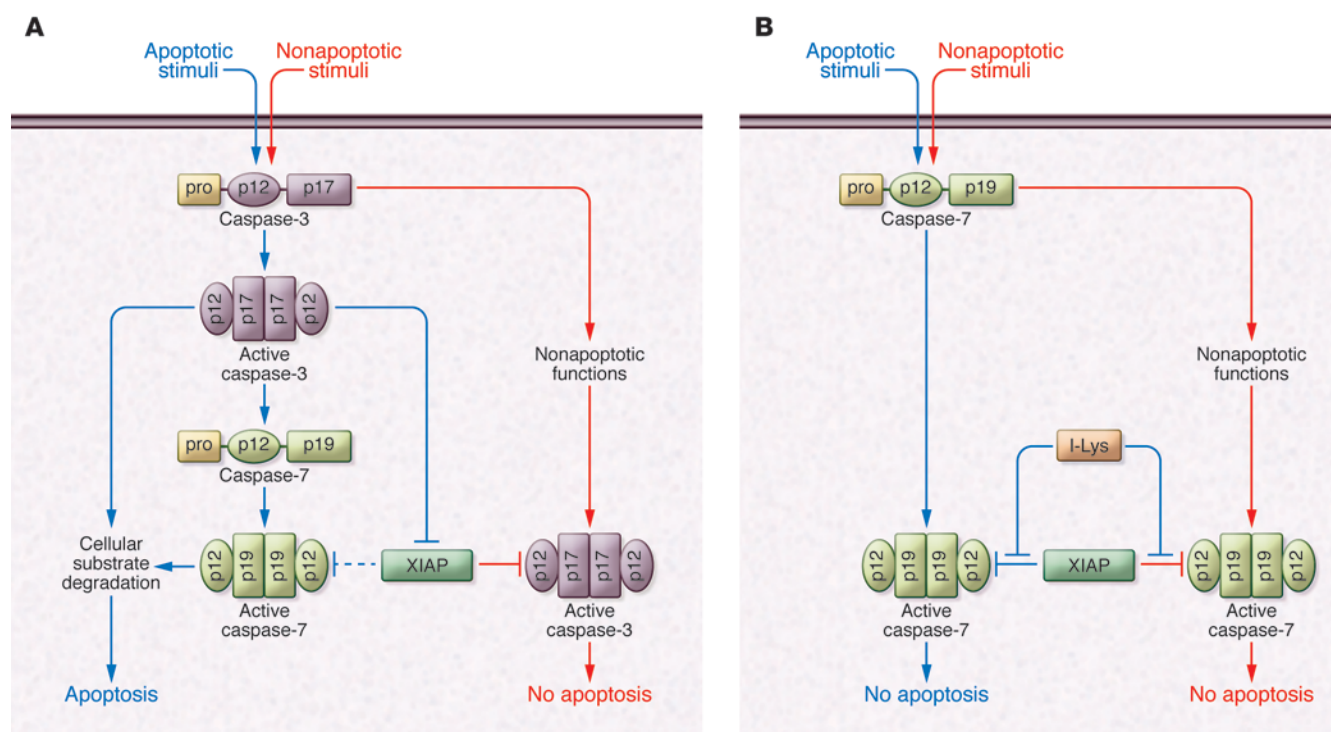 A
Apoptotic
stimuli
Nonapoptotic
stimuli
pro
p12
p17
Caspase-3
p12
p17
p17
p12
Active
caspase-3
Nonapoptotic
functions
pro
p12
p19
Caspase-7
Cellular
substrate
degradation
p12
p19
p19
p12
Active
caspase-7
XIAP
p12
p17
p17
p12
Active
caspase-3
Apoptosis
No apoptosis
B
Apoptotic
stimuli
Nonapoptotic
stimuli
pro
p12
p19
Caspase-7
Nonapoptotic
functions
I-Lys
p12
p19
p19
p12
Active
caspase-7
XIAP
p12
p19
p19
p12
Active
caspase-7
No apoptosis
No apoptosis